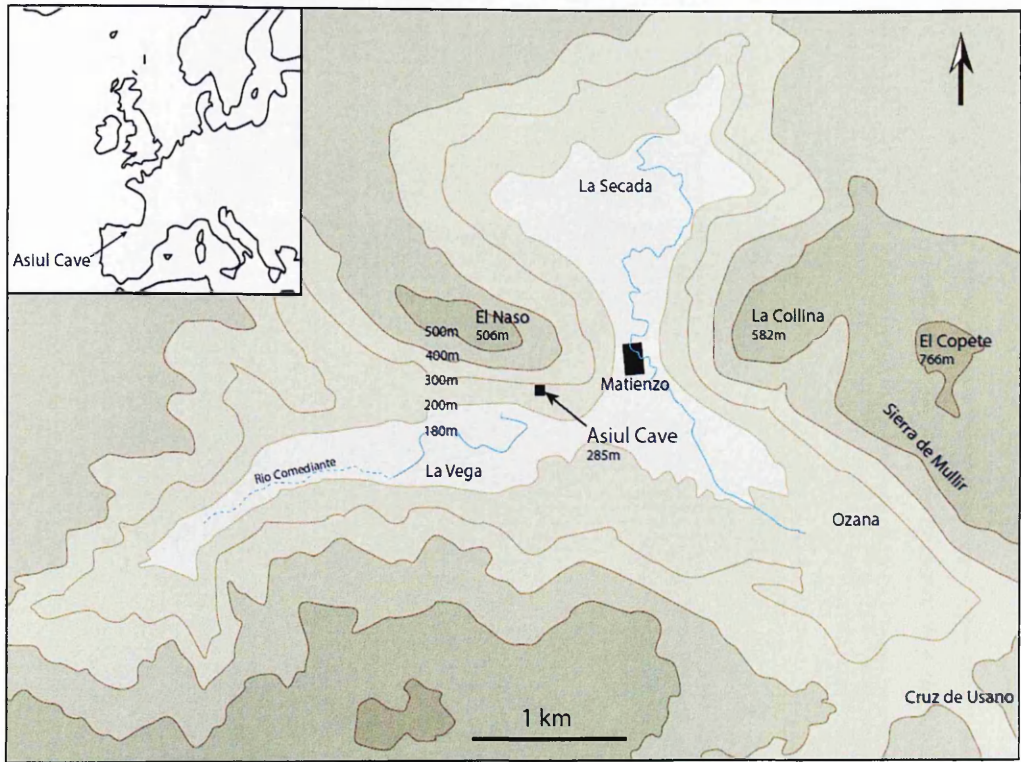 Asiul Cave
La Secada
El Naso
506m
500m
400m
300m
200m
180m
La Collina
582m
El Copete
766m
Matienzo
Asiul Cave
285m
Sierra de Mullir
Rio Comediante
La Vega
Ozana
Cruz de Usano
1 km